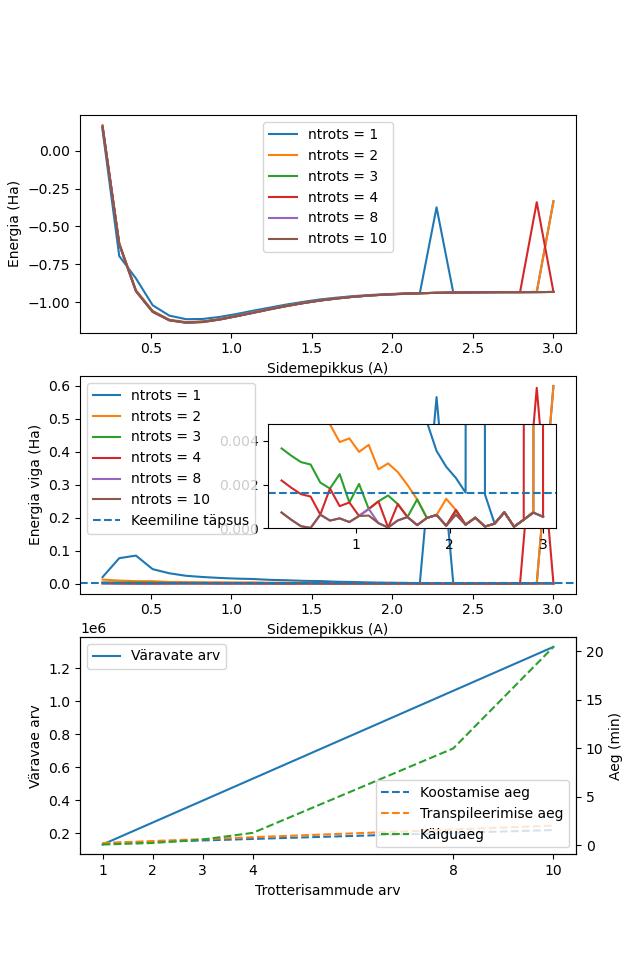 ntrots = 1
ntrots = 2
ntrots = 3
ntrots = 4
ntrots = 8
ntrots = 10
0.00
−0.25
−0.50
−0.75
−1.00
Energia (Ha)
0.5 1.0 1.5 2.0 2.5 3.0
Sidemepikkus (A)
0.6
0.5
0.4
0.3
0.2
0.1
0.0
Energia viga (Ha)
ntrots = 1
ntrots = 2
ntrots = 3
ntrots = 4
ntrots = 8
ntrots = 10
Keemiline täpsus
0.004
0.002
0.000
1 2 3
0.5 1.0 1.5 2.0 2.5 3.0
Sidemepikkus (A)
1e6
Väravate arv
1.2
1.0
0.8
0.6
0.4
0.2
Väravae arv
20
15
10
5
0
Aeg (min)
Koostamise aeg
Transpileerimise aeg
Käiguaeg
1 2 3 4 8 10
Trotterisammude arv